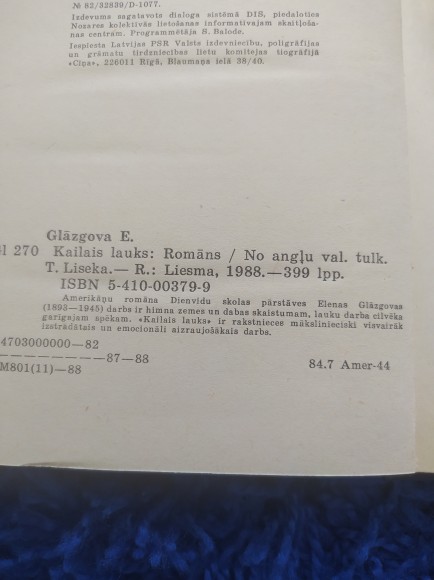 № 82/32839/D-1077.
Izdevums sagatavots dialoga sistēmā DIS, piedaloties
Nozares kolektīvās lietošanas informatīvajam skaitļoša-
nas centram. Programmētāja S. Balode.
Iespiesta Latvijas PSR Valsts izdevniecību, poligrāfijas
un grāmatu tirdzniecības lietu komitejas tipogrāfijā
«Cīņa», 226011 Rīgā, Blaumaņa ielā 38/40.
Glāzgova E.
270 Kailais lauks: Romāns / No angļu val. tulk.
T. Liseka.— R.: Liesma, 1988.—399 lpp.
ISBN 5-410-00379-9
Amerikāņu romāna Dienvidu skolas pārstāves Elenas Glāzgovas
(1893—1945) darbs ir himna zemes un dabas skaistumam, lauku darba cilvēka
garīgajam spēkam. «Kailais lauks» ir rakstnieces mākslinieciski visvairāk
izstrādātais un emocionāli aizraujošākais darbs.
4703000000—82
————————87—88
M801(11)—88
84.7 Amer-44